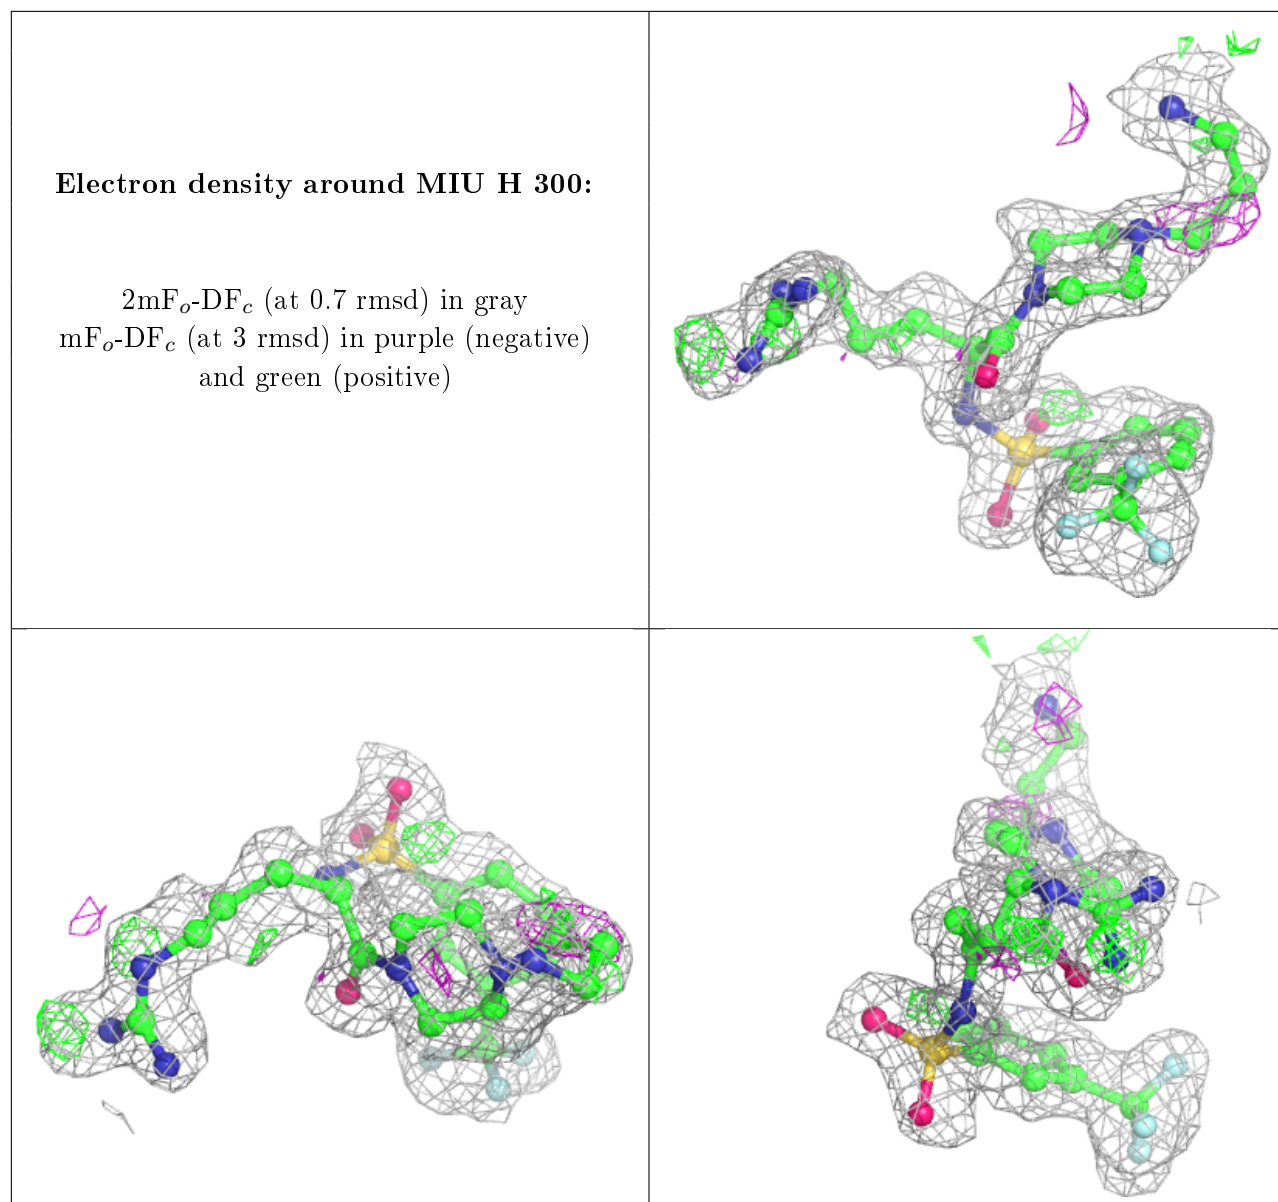 Electron density around MIU H 300:
2mFo-DFc (at 0.7 rmsd) in gray
mFo-DFc (at 3 rmsd) in purple (negative)
and green (positive)